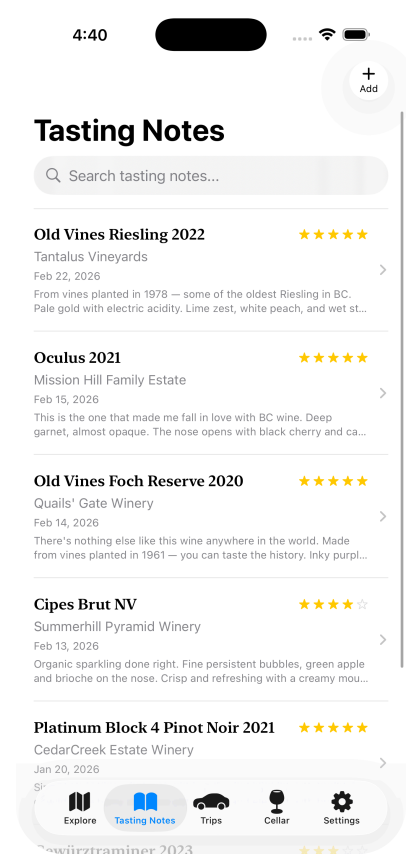 4:40
Add
Tasting Notes
Search tasting notes...
Old Vines Riesling 2022
Tantalus Vineyards
Feb 22, 2026
From vines planted in 1978 — some of the oldest Riesling in BC.
Pale gold with electric acidity. Lime zest, white peach, and wet st...
Oculus 2021
Mission Hill Family Estate
Feb 15, 2026
This is the one that made me fall in love with BC wine. Deep
garnet, almost opaque. The nose opens with black cherry and ca...
Old Vines Foch Reserve 2020
Quails' Gate Winery
Feb 14, 2026
There's nothing else like this wine anywhere in the world. Made
from vines planted in 1961 — you can taste the history. Inky purpl...
Cipes Brut NV
Summerhill Pyramid Winery
Feb 13, 2026
Organic sparkling done right. Fine persistent bubbles, green apple
and brioche on the nose. Crisp and refreshing with a creamy mou...
Platinum Block 4 Pinot Noir 2021
CedarCreek Estate Winery
Jan 20, 2026
Explore
Tasting Notes
Trips
Cellar
Settings
Gewürztraminer 2023